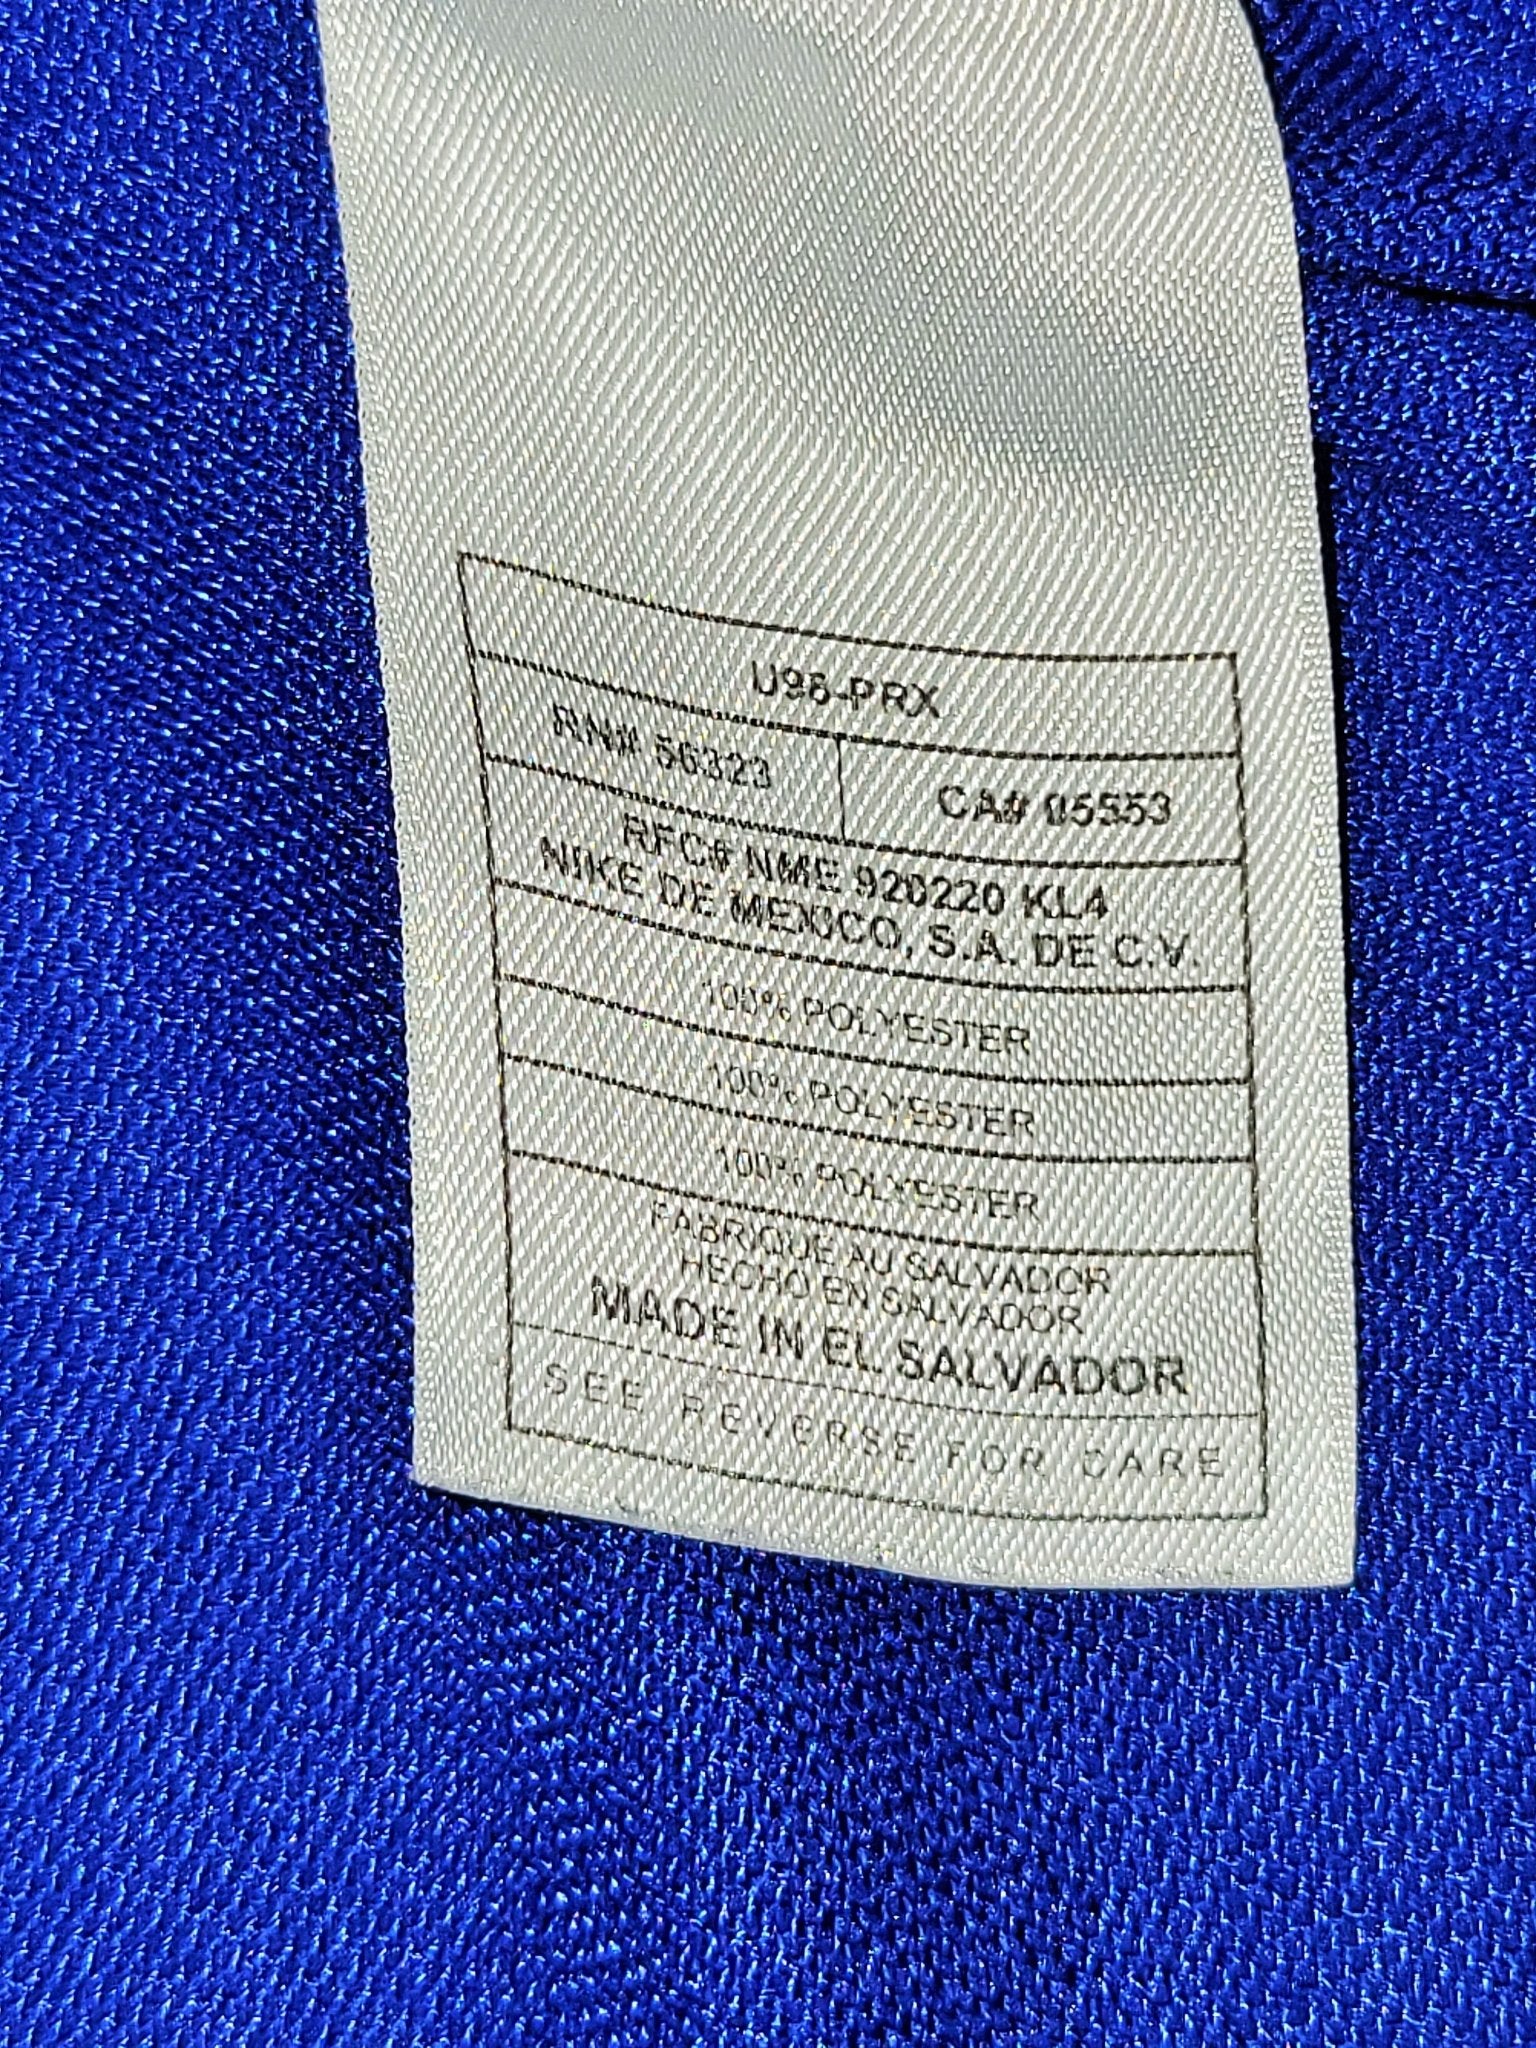 U96-PRX
RN# 56323
CA# 05553
RFC# NME 920220 KL4
NIKE DE MEXICO, S.A. DE C.V.
100% POLYESTER
100% POLYESTER
100% POLYESTER
FABRIQUE AU SALVADOR
HECHO EN SALVADOR
MADE IN EL SALVADOR
SEE REVERSE FOR CARE